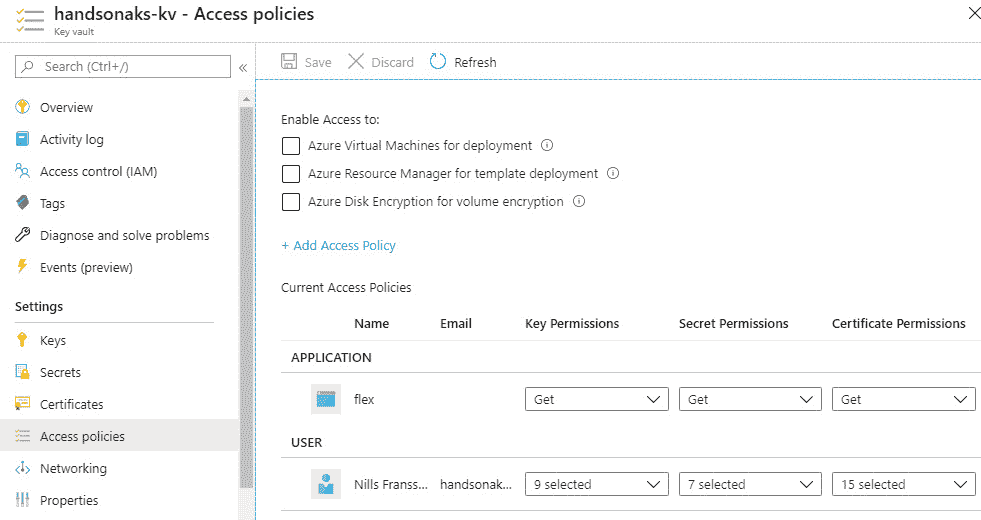 handsonaks-kv - Access policies
Key vault
Search (Ctrl+/)
Overview
Activity log
Access control (IAM)
Tags
Diagnose and solve problems
Events (preview)
Settings
Keys
Secrets
Certificates
Access policies
Networking
Properties
Save Discard Refresh
Enable Access to:
Azure Virtual Machines for deployment
Azure Resource Manager for template deployment
Azure Disk Encryption for volume encryption
+ Add Access Policy
Current Access Policies
Name Email Key Permissions Secret Permissions Certificate Permissions
APPLICATION
flex Get Get Get
USER
Nills Franss... handsonak... 9 selected 7 selected 15 selected